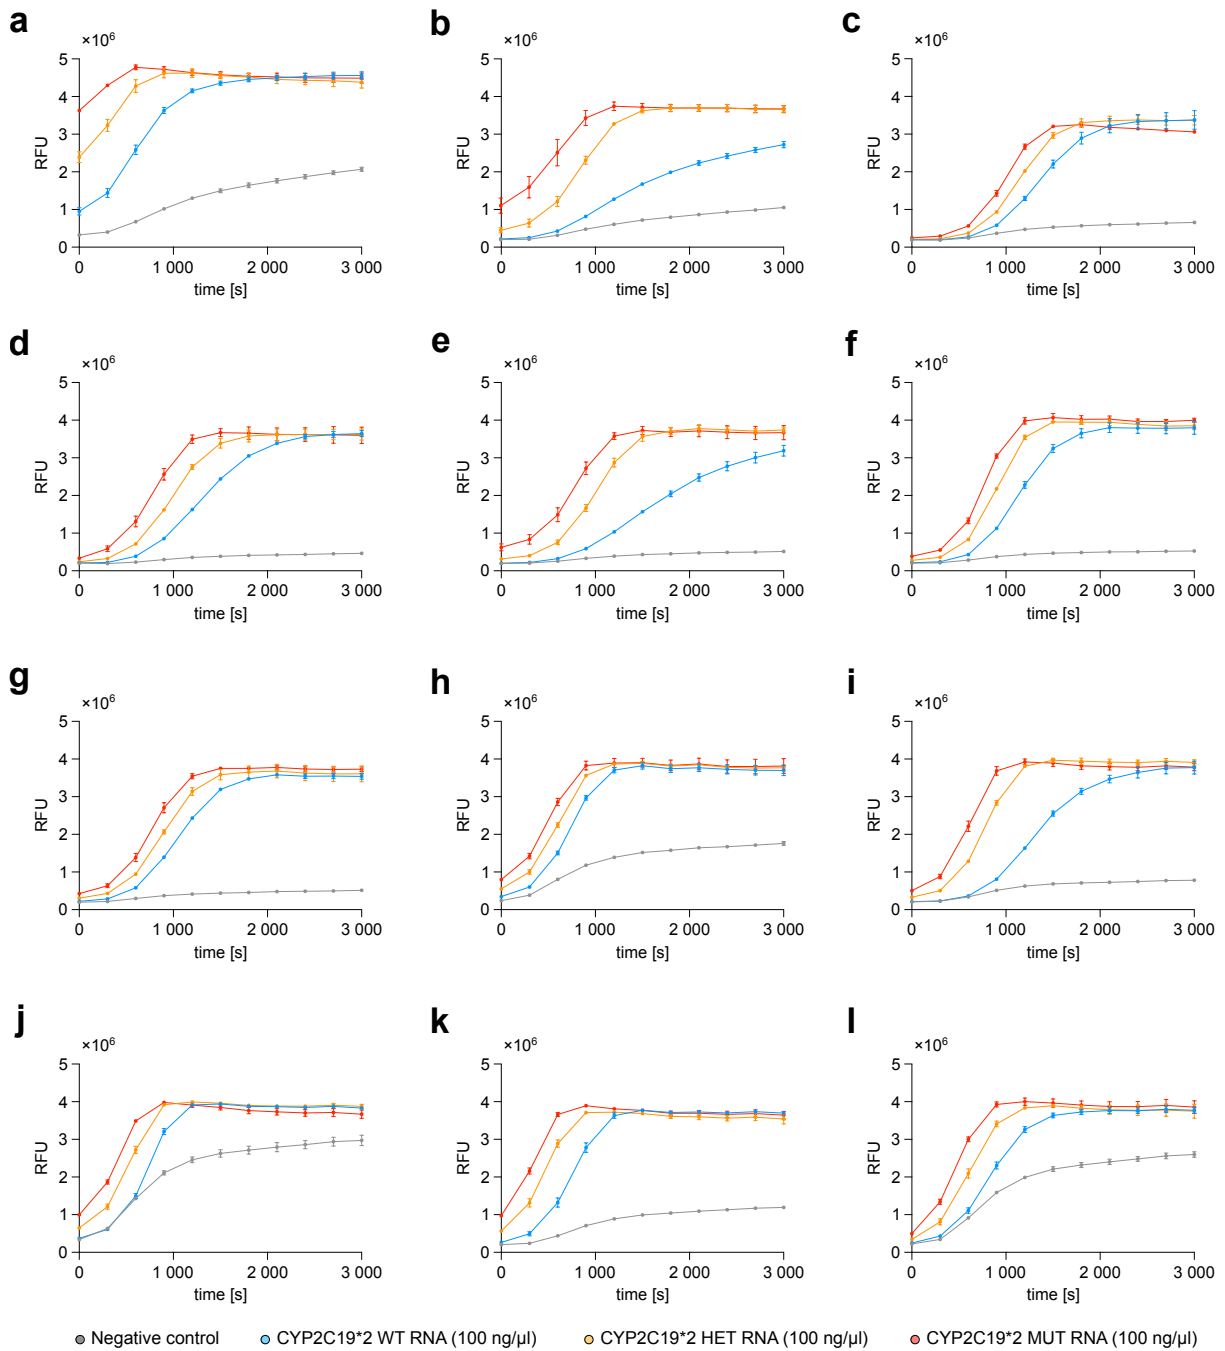 a b c
×10⁶ ×10⁶ ×10⁶
5 5 5
4 4 4
3 3 3
RFU RFU RFU
2 2 2
1 1 1
0 0 0
0 1 000 2 000 3 000 0 1 000 2 000 3 000 0 1 000 2 000 3 000
time [s] time [s] time [s]
d e f
×10⁶ ×10⁶ ×10⁶
5 5 5
4 4 4
3 3 3
RFU RFU RFU
2 2 2
1 1 1
0 0 0
0 1 000 2 000 3 000 0 1 000 2 000 3 000 0 1 000 2 000 3 000
time [s] time [s] time [s]
g h i
×10⁶ ×10⁶ ×10⁶
5 5 5
4 4 4
3 3 3
RFU RFU RFU
2 2 2
1 1 1
0 0 0
0 1 000 2 000 3 000 0 1 000 2 000 3 000 0 1 000 2 000 3 000
time [s] time [s] time [s]
j k l
×10⁶ ×10⁶ ×10⁶
5 5 5
4 4 4
3 3 3
RFU RFU RFU
2 2 2
1 1 1
0 0 0
0 1 000 2 000 3 000 0 1 000 2 000 3 000 0 1 000 2 000 3 000
time [s] time [s] time [s]
Negative control CYP2C19*2 WT RNA (100 ng/µl) CYP2C19*2 HET RNA (100 ng/µl) CYP2C19*2 MUT RNA (100 ng/µl)